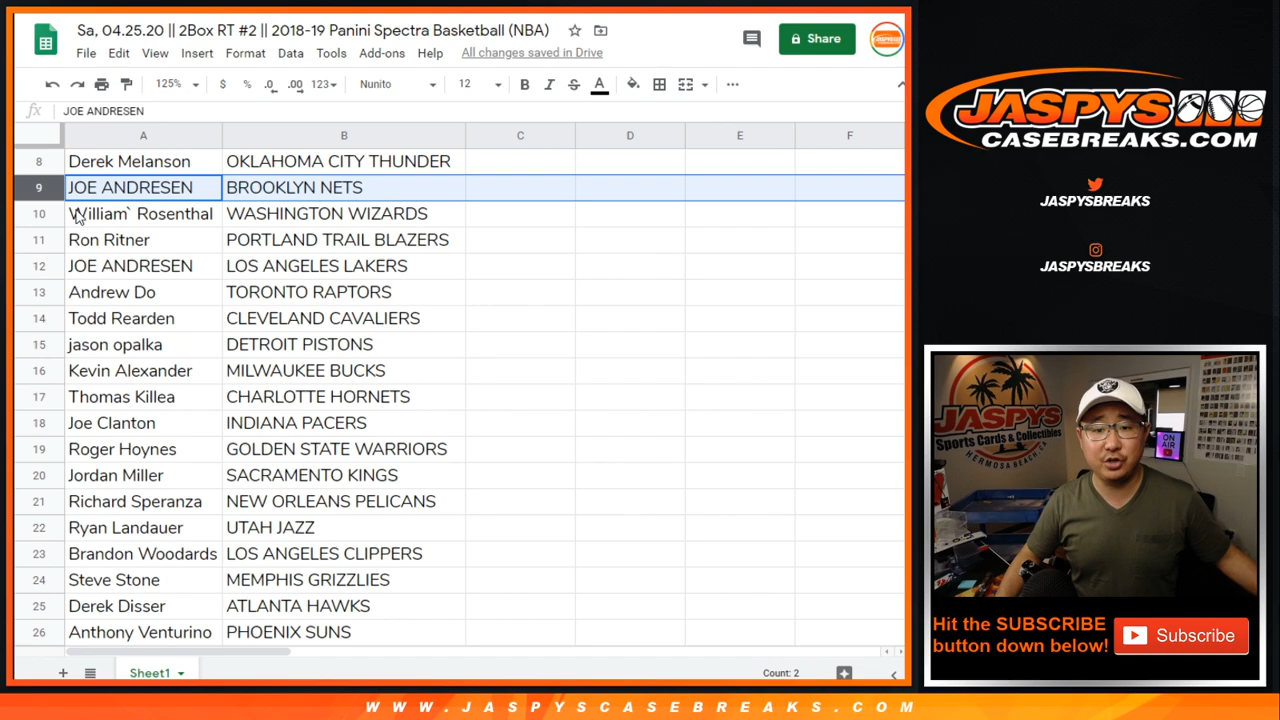 Sa, 04.25.20 || 2Box RT #2 || 2018-19 Panini Spectra Basketball (NBA)
Share
File Edit View Insert Format Data Tools Add-ons Help All changes saved in Drive
125% $ % .0 .00 123 Nunito 12 B I S A
fx JOE ANDRESEN
A B C D E F
8 Derek Melanson OKLAHOMA CITY THUNDER
9 JOE ANDRESEN BROOKLYN NETS
10 William` Rosenthal WASHINGTON WIZARDS
11 Ron Ritner PORTLAND TRAIL BLAZERS
12 JOE ANDRESEN LOS ANGELES LAKERS
13 Andrew Do TORONTO RAPTORS
14 Todd Rearden CLEVELAND CAVALIERS
15 jason opalka DETROIT PISTONS
16 Kevin Alexander MILWAUKEE BUCKS
17 Thomas Killea CHARLOTTE HORNETS
18 Joe Clanton INDIANA PACERS
19 Roger Hoynes GOLDEN STATE WARRIORS
20 Jordan Miller SACRAMENTO KINGS
21 Richard Speranza NEW ORLEANS PELICANS
22 Ryan Landauer UTAH JAZZ
23 Brandon Woodards LOS ANGELES CLIPPERS
24 Steve Stone MEMPHIS GRIZZLIES
25 Derek Disser ATLANTA HAWKS
26 Anthony Venturino PHOENIX SUNS
Sheet1 Count: 2
JASPYS
CASEBREAKS.COM
JASPYSBREAKS
JASPYSBREAKS
JASPYS
Sports Cards & Collectibles
HERMOSA BEACH
ON AIR
Hit the SUBSCRIBE
button down below!
Subscribe
WWW.JASPYSCASEBREAKS.COM